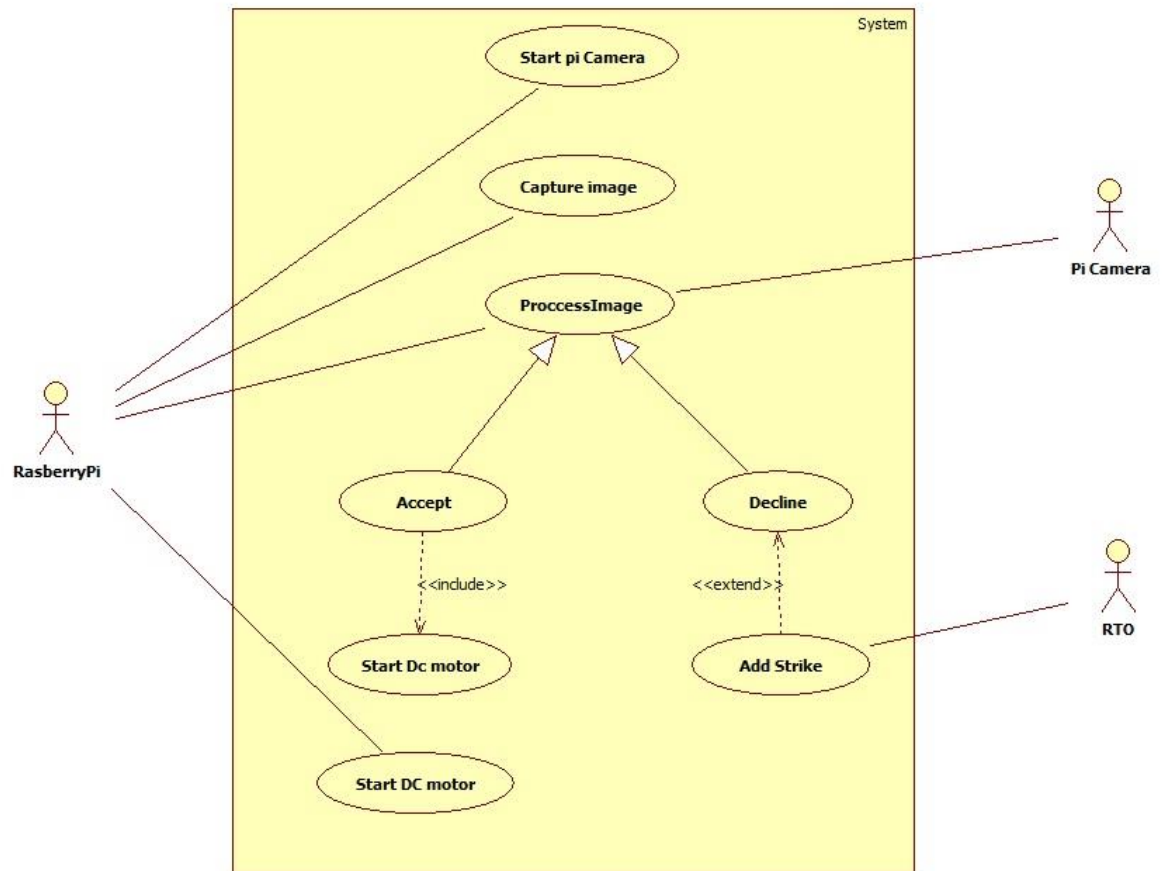 System
Start pi Camera
Capture image
Pi Camera
ProccessImage
RasberryPi
Accept
Decline
<<include>>
<<extend>>
RTO
Start Dc motor
Add Strike
Start DC motor